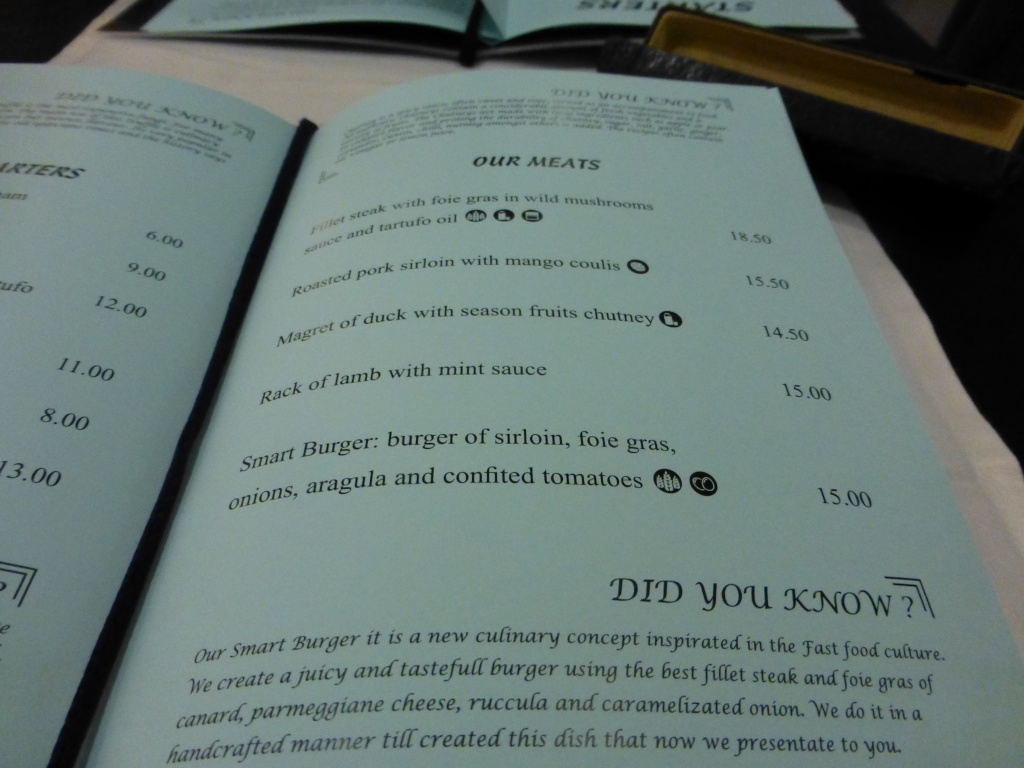 STARTERS
DID YOU KNOW?
ARTERS
6.00
9.00
12.00
11.00
8.00
13.00
?
DID YOU KNOW?
OUR MEATS
Fillet steak with foie gras in wild mushrooms
sauce and tartufo oil
18.50
Roasted pork sirloin with mango coulis
15.50
Magret of duck with season fruits chutney
14.50
Rack of lamb with mint sauce
15.00
Smart Burger: burger of sirloin, foie gras,
onions, aragula and confited tomatoes
15.00
DID YOU KNOW?
Our Smart Burger it is a new culinary concept inspirated in the Fast food culture.
We create a juicy and tastefull burger using the best fillet steak and foie gras of
canard, parmeggiane cheese, ruccula and caramelizated onion. We do it in a
handcrafted manner till created this dish that now we presentate to you.